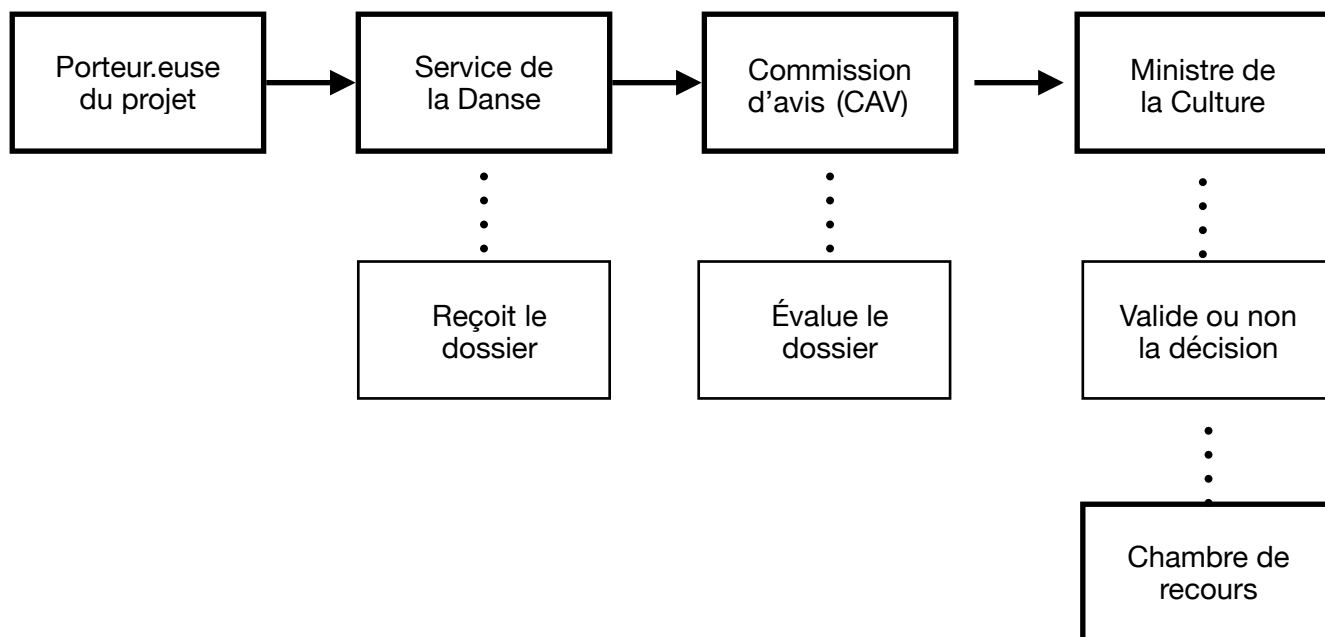 Porteur.euse
du projet
Service de
la Danse
Commission
d'avis (CAV)
Ministre de
la Culture
Reçoit le
dossier
Évalue le
dossier
Valide ou non
la décision
Chambre de
recours